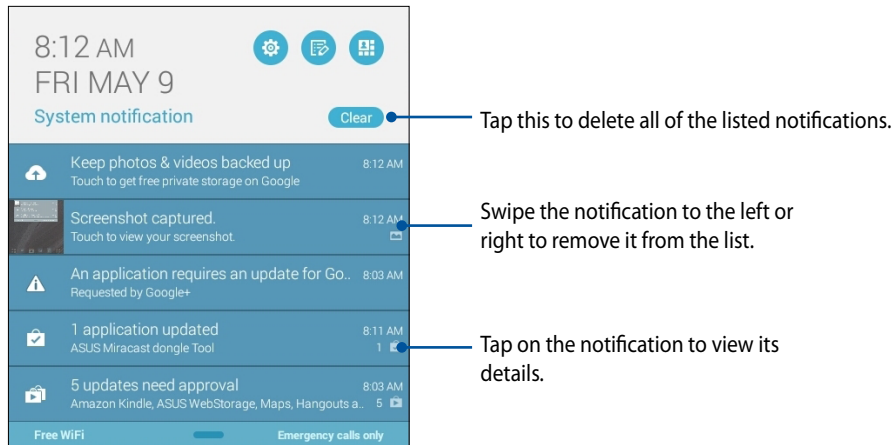 8:12 AM
FRI MAY 9
System notification
Clear
Tap this to delete all of the listed notifications.
Keep photos & videos backed up
8:12 AM
Touch to get free private storage on Google
Screenshot captured.
8:12 AM
Touch to view your screenshot.
Swipe the notification to the left or
right to remove it from the list.
An application requires an update for Go..
8:03 AM
Requested by Google+
1 application updated
8:11 AM
ASUS Miracast dongle Tool
1
Tap on the notification to view its
details.
5 updates need approval
8:03 AM
Amazon Kindle, ASUS WebStorage, Maps, Hangouts a..
5
Free WiFi
Emergency calls only